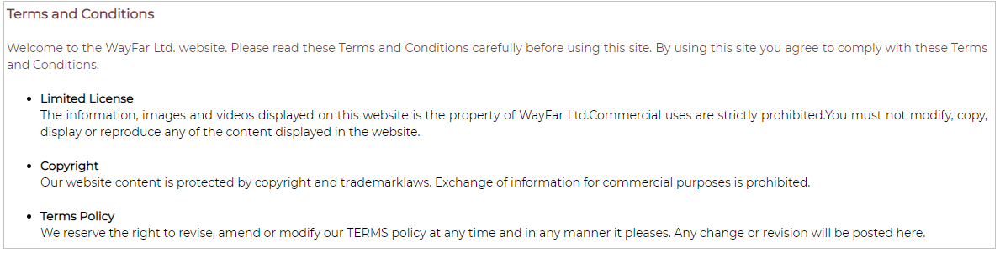 Terms and Conditions
Welcome to the WayFar Ltd. website. Please read these Terms and Conditions carefully before using this site. By using this site you agree to comply with these Terms
and Conditions.
• Limited License
The information, images and videos displayed on this website is the property of WayFar Ltd.Commercial uses are strictly prohibited.You must not modify, copy,
display or reproduce any of the content displayed in the website.
• Copyright
Our website content is protected by copyright and trademarklaws. Exchange of information for commercial purposes is prohibited.
• Terms Policy
We reserve the right to revise, amend or modify our TERMS policy at any time and in any manner it pleases. Any change or revision will be posted here.